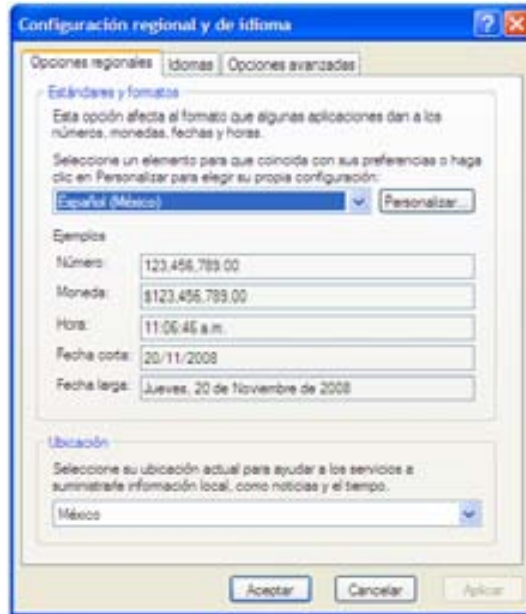 Configuración regional y de idioma
Opciones regionales Idiomas Opciones avanzadas
Estándares y formatos
Esta opción afecta al formato que algunas aplicaciones dan a los
números, monedas, fechas y horas.
Seleccione un elemento para que coincida con sus preferencias o haga
clic en Personalizar para elegir su propia configuración:
Español (México) Personalizar...
Ejemplos
Número: 123,456,789.00
Moneda: $123,456,789.00
Hora: 11:06:46 a.m.
Fecha corta: 20/11/2008
Fecha larga: Jueves, 20 de Noviembre de 2008
Ubicación
Seleccione su ubicación actual para ayudar a los servicios a
suministrarle información local, como noticias y el tiempo.
México
Aceptar Cancelar Aplicar